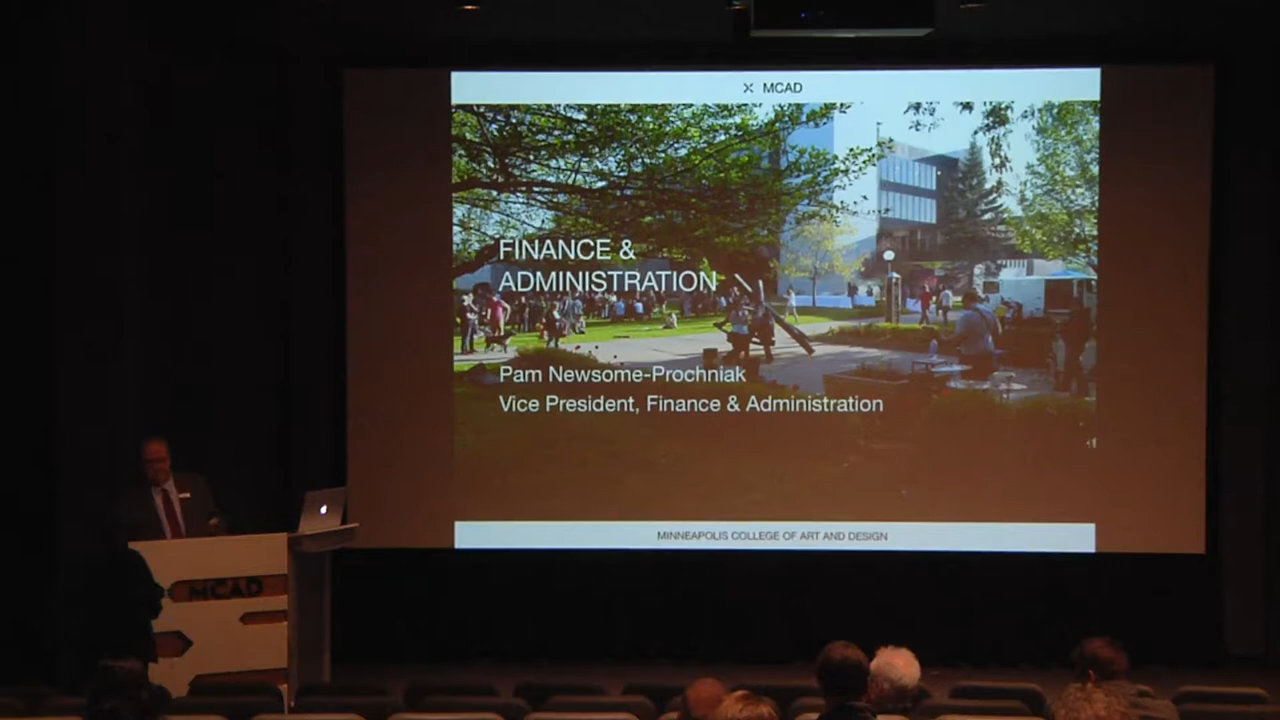 MCAD
FINANCE &
ADMINISTRATION
Pam Newsome-Prochniak
Vice President, Finance & Administration
MINNEAPOLIS COLLEGE OF ART AND DESIGN
MCAD